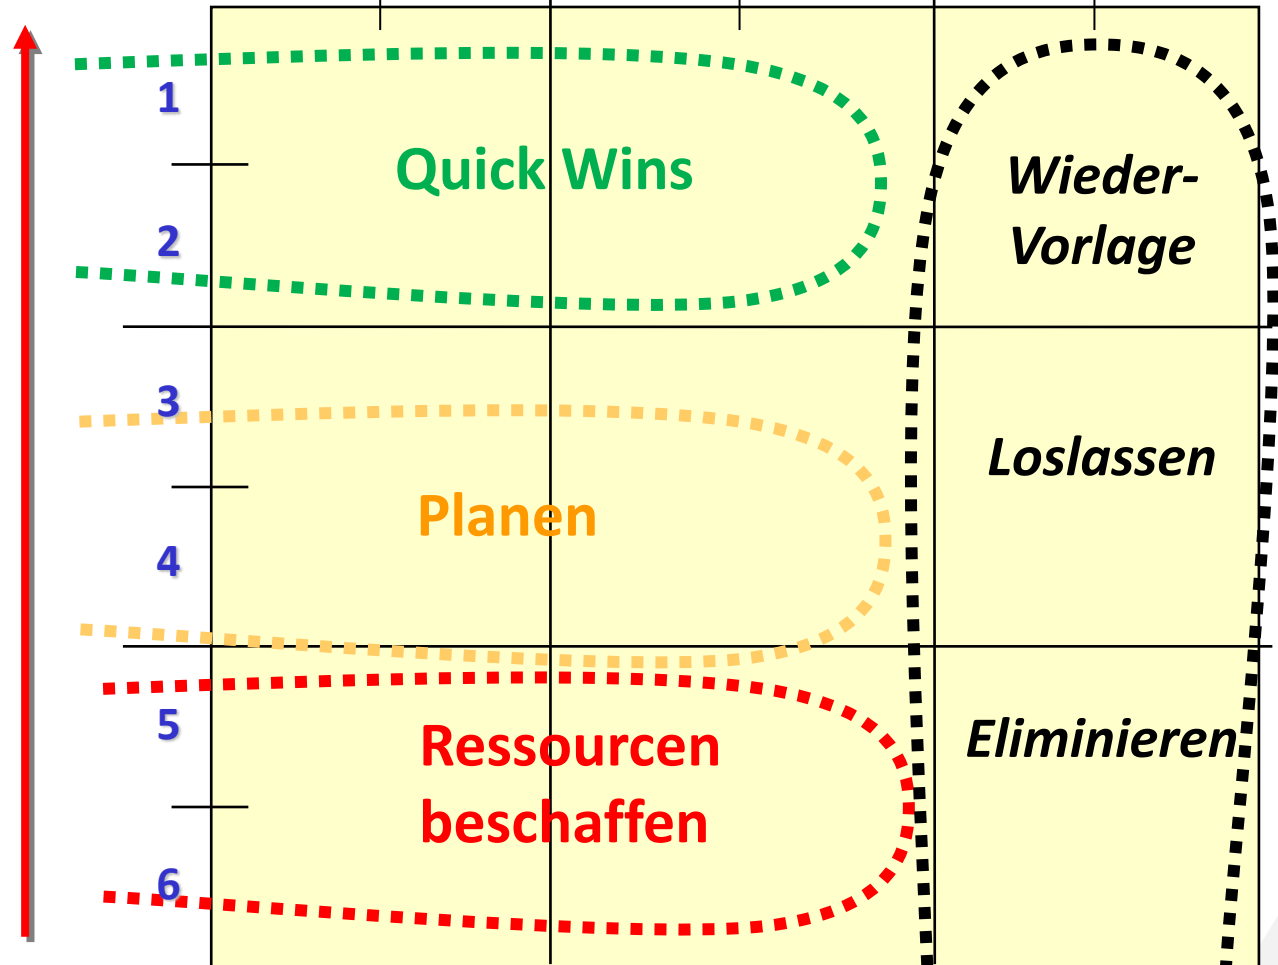 1
Quick Wins
Wieder-
Vorlage
2
3
Loslassen
Planen
4
5
Ressourcen
beschaffen
Eliminieren
6